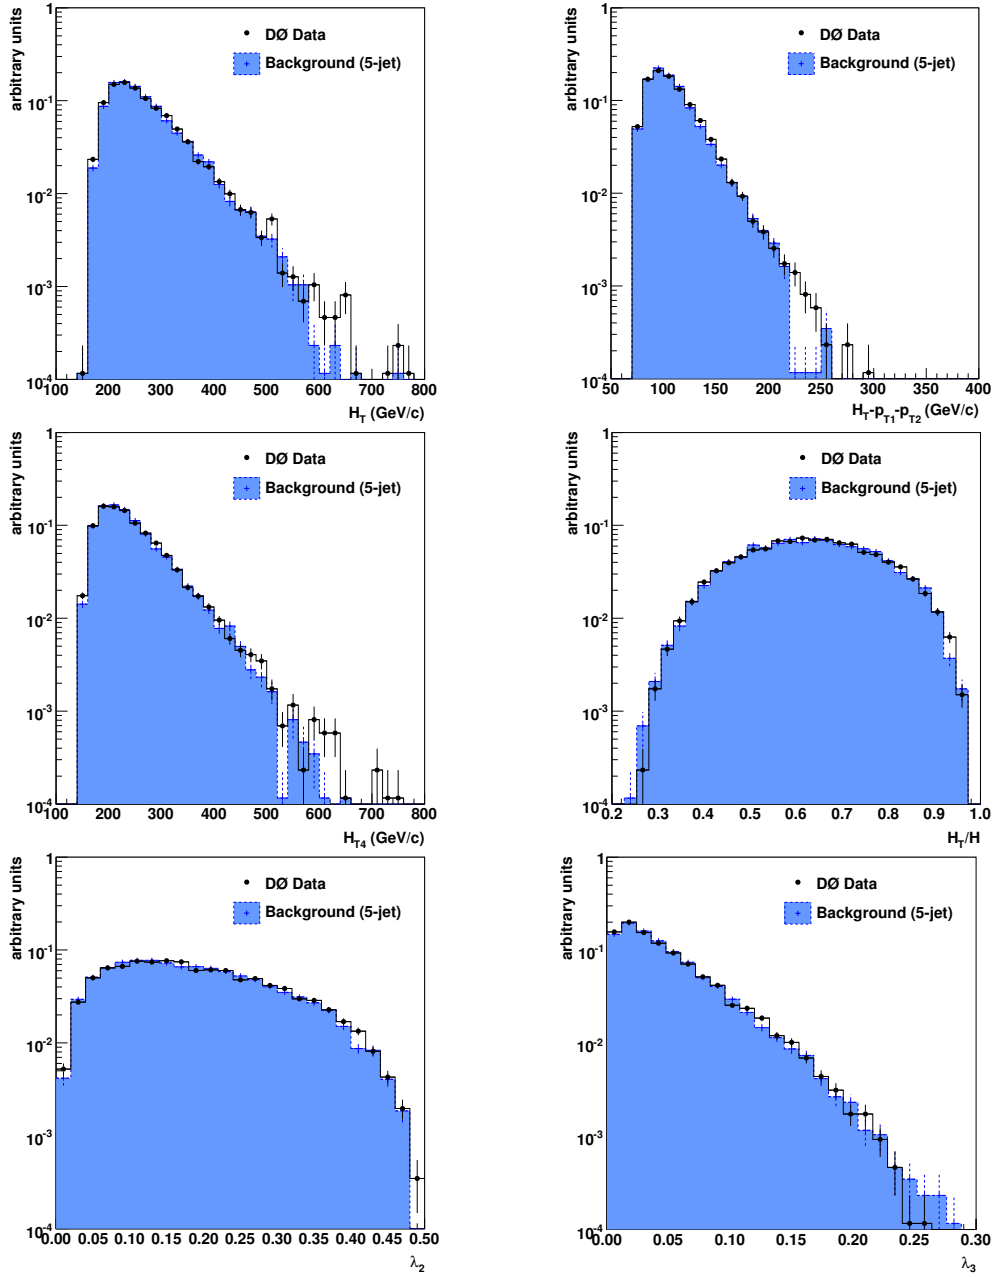 arbitrary units
1
10⁻¹
10⁻²
10⁻³
10⁻⁴
DØ Data
Background (5-jet)
100 200 300 400 500 600 700 800
H_T (GeV/c)
arbitrary units
1
10⁻¹
10⁻²
10⁻³
10⁻⁴
DØ Data
Background (5-jet)
50 100 150 200 250 300 350 400
H_T-p_T1-p_T2 (GeV/c)
arbitrary units
1
10⁻¹
10⁻²
10⁻³
10⁻⁴
DØ Data
Background (5-jet)
100 200 300 400 500 600 700 800
H_T4 (GeV/c)
arbitrary units
1
10⁻¹
10⁻²
10⁻³
10⁻⁴
DØ Data
Background (5-jet)
0.2 0.3 0.4 0.5 0.6 0.7 0.8 0.9 1.0
H_T/H
arbitrary units
1
10⁻¹
10⁻²
10⁻³
10⁻⁴
DØ Data
Background (5-jet)
0.00 0.05 0.10 0.15 0.20 0.25 0.30 0.35 0.40 0.45 0.50
λ₂
arbitrary units
1
10⁻¹
10⁻²
10⁻³
10⁻⁴
DØ Data
Background (5-jet)
0.00 0.05 0.10 0.15 0.20 0.25 0.30
λ₃